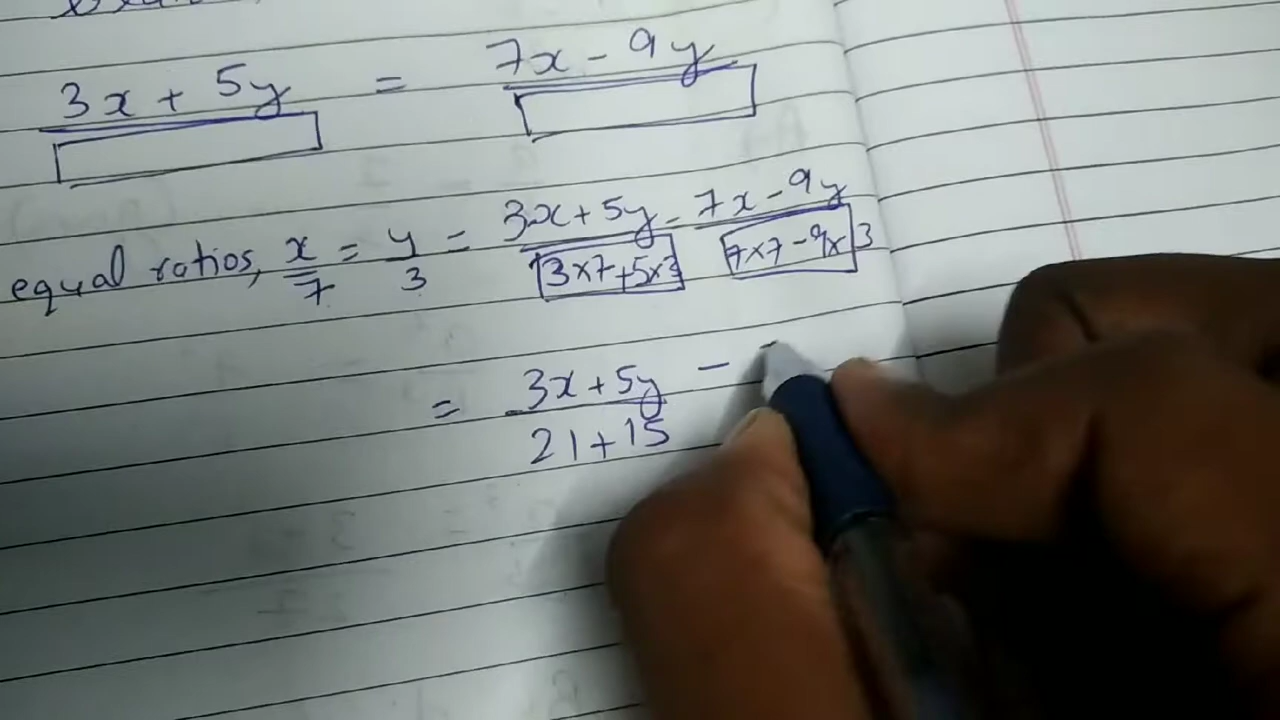 3x + 5y = 7x - 9y
equal ratios, x/7 = y/3 = 3x+5y/3×7+5×3 - 7x-9y/7×7-9×3
= 3x+5y/21+15 -